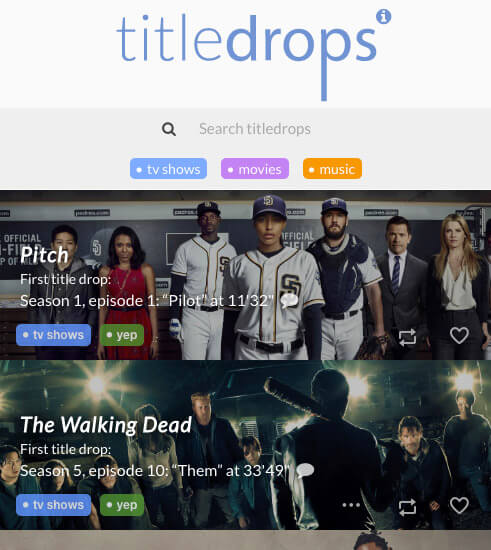 titledrops
Search titledrops
tv shows
movies
music
Pitch
First title drop:
Season 1, episode 1: “Pilot” at 11'32"
tv shows
yep
The Walking Dead
First title drop:
Season 5, episode 10: “Them” at 33'49"
tv shows
yep